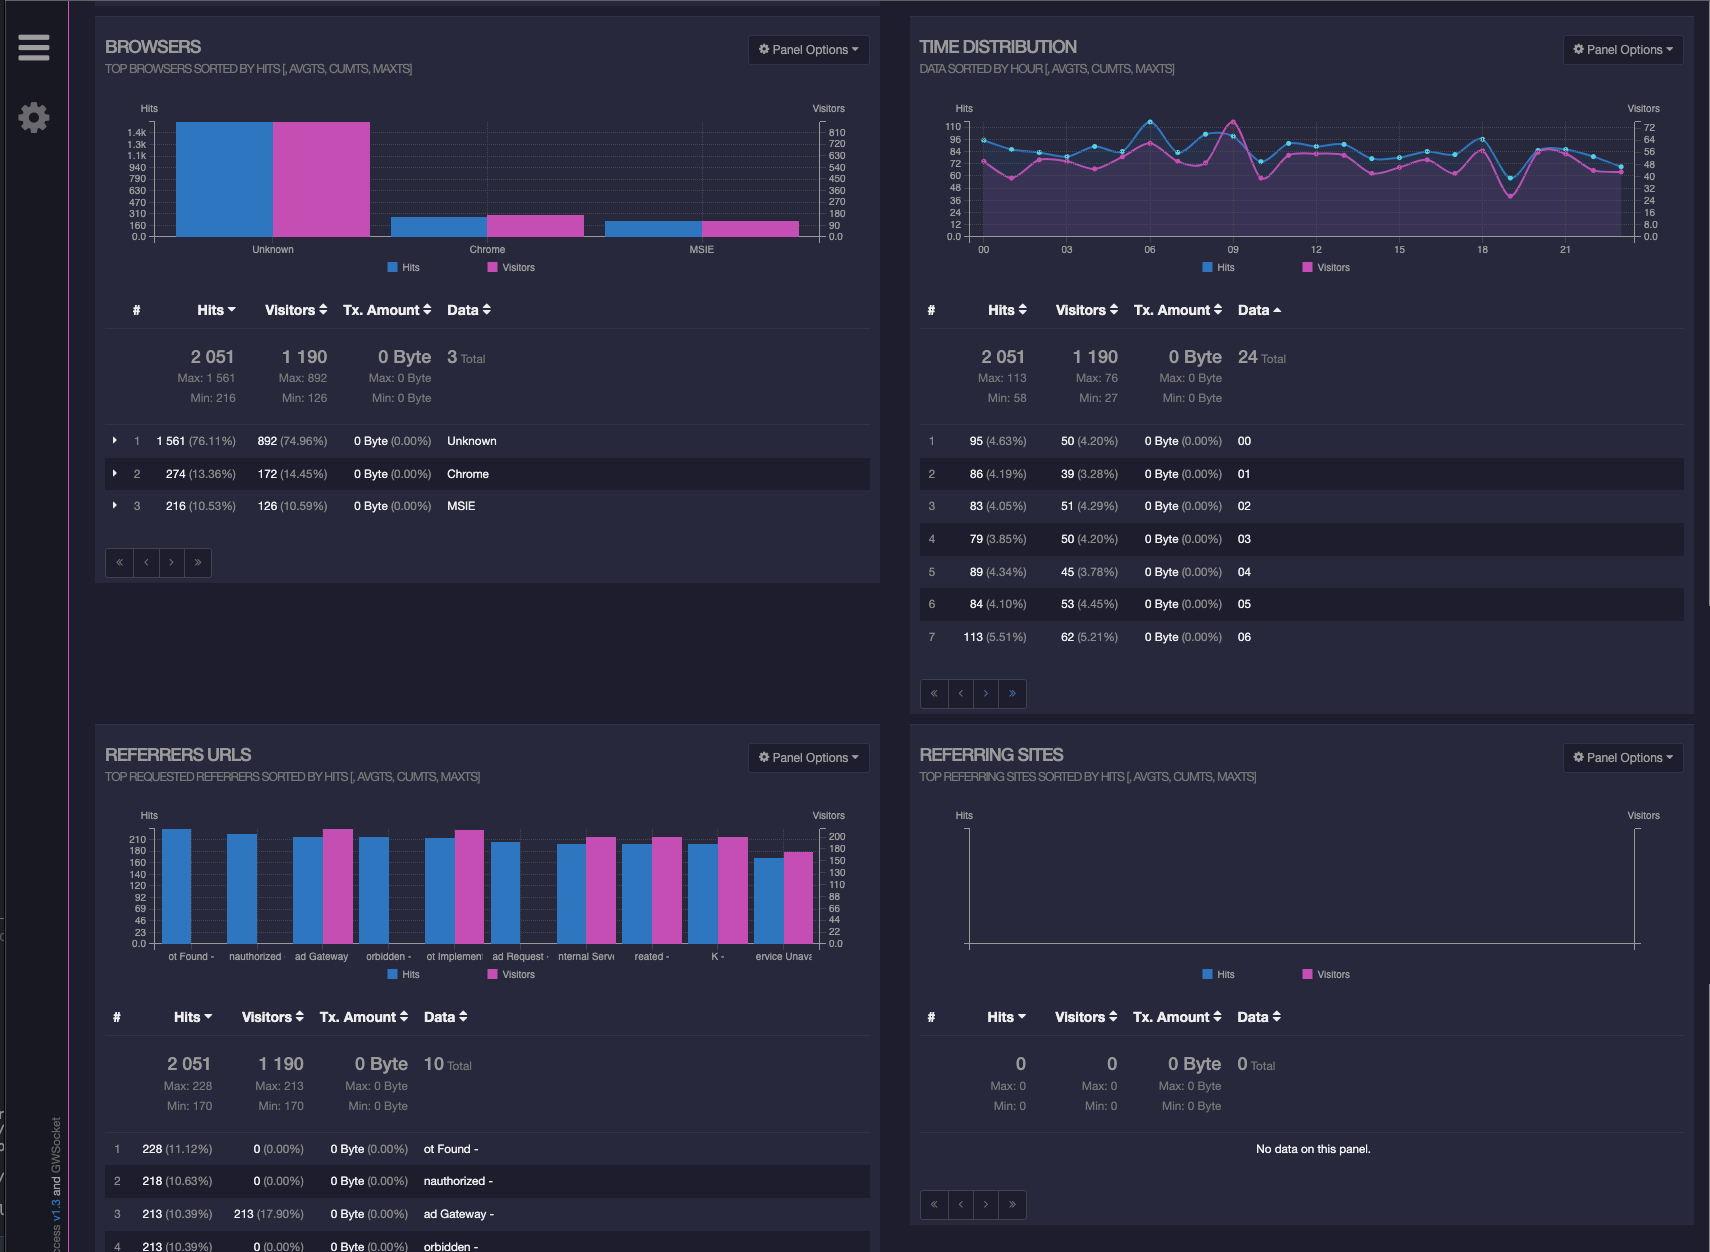 BROWSERS
Panel Options
TOP BROWSERS SORTED BY HITS [, AVGTS, CUMTS, MAXTS]
Hits
Visitors
1.4k
1.3k
1.1k
940
790
630
470
310
160
0.0
810
720
630
540
450
360
270
180
90
0.0
Unknown Chrome MSIE
Hits Visitors
# Hits Visitors Tx. Amount Data
2 051 1 190 0 Byte 3 Total
Max: 1 561 Max: 892 Max: 0 Byte
Min: 216 Min: 126 Min: 0 Byte
1 1 561 (76.11%) 892 (74.96%) 0 Byte (0.00%) Unknown
2 274 (13.36%) 172 (14.45%) 0 Byte (0.00%) Chrome
3 216 (10.53%) 126 (10.59%) 0 Byte (0.00%) MSIE
« ‹ › »
TIME DISTRIBUTION
Panel Options
DATA SORTED BY HOUR [, AVGTS, CUMTS, MAXTS]
Hits
Visitors
110
96
84
72
60
48
36
24
12
0.0
72
64
56
48
40
32
24
16
8.0
0.0
00 03 06 09 12 15 18 21
Hits Visitors
# Hits Visitors Tx. Amount Data
2 051 1 190 0 Byte 24 Total
Max: 113 Max: 76 Max: 0 Byte
Min: 58 Min: 27 Min: 0 Byte
1 95 (4.63%) 50 (4.20%) 0 Byte (0.00%) 00
2 86 (4.19%) 39 (3.28%) 0 Byte (0.00%) 01
3 83 (4.05%) 51 (4.29%) 0 Byte (0.00%) 02
4 79 (3.85%) 50 (4.20%) 0 Byte (0.00%) 03
5 89 (4.34%) 45 (3.78%) 0 Byte (0.00%) 04
6 84 (4.10%) 53 (4.45%) 0 Byte (0.00%) 05
7 113 (5.51%) 62 (5.21%) 0 Byte (0.00%) 06
« ‹ › »
REFERRERS URLS
Panel Options
TOP REQUESTED REFERRERS SORTED BY HITS [, AVGTS, CUMTS, MAXTS]
Hits
Visitors
210
180
160
140
120
92
69
46
23
0.0
200
180
150
130
110
88
66
44
22
0.0
ot Found - nauthorized ad Gateway orbidden - ot Implement ad Request - nternal Serve reated - K - ervice Unava
Hits Visitors
# Hits Visitors Tx. Amount Data
2 051 1 190 0 Byte 10 Total
Max: 228 Max: 213 Max: 0 Byte
Min: 170 Min: 170 Min: 0 Byte
1 228 (11.12%) 0 (0.00%) 0 Byte (0.00%) ot Found -
2 218 (10.63%) 0 (0.00%) 0 Byte (0.00%) nauthorized -
3 213 (10.39%) 213 (17.90%) 0 Byte (0.00%) ad Gateway -
4 213 (10.39%) 0 (0.00%) 0 Byte (0.00%) orbidden -
REFERRING SITES
Panel Options
TOP REFERRING SITES SORTED BY HITS [, AVGTS, CUMTS, MAXTS]
Hits
Visitors
Hits Visitors
# Hits Visitors Tx. Amount Data
0 0 0 Byte 0 Total
Max: 0 Max: 0 Max: 0 Byte
Min: 0 Min: 0 Min: 0 Byte
No data on this panel.
« ‹ › »
ccess v1.3 and GWSocket